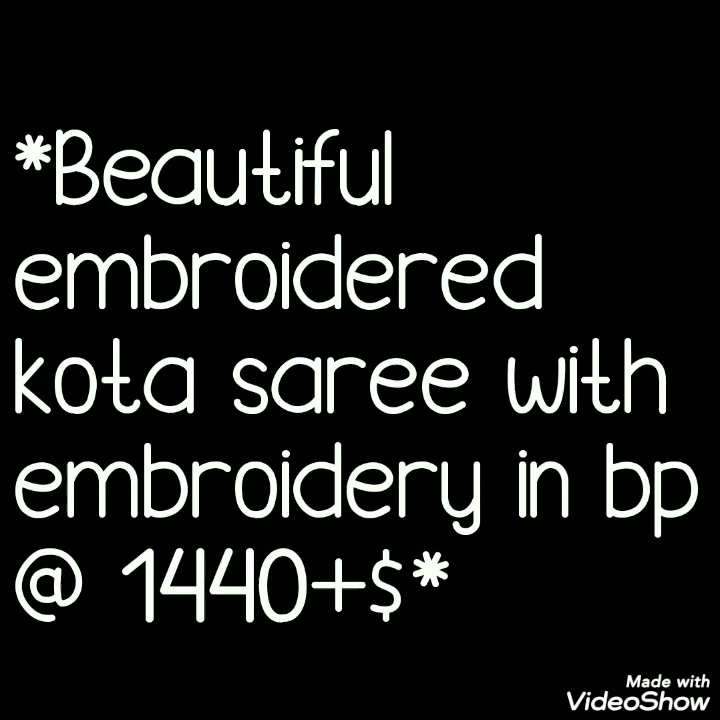 *Beautiful
embroidered
kota saree with
embroidery in bp
@ 1440+$*
Made with
VideoShow